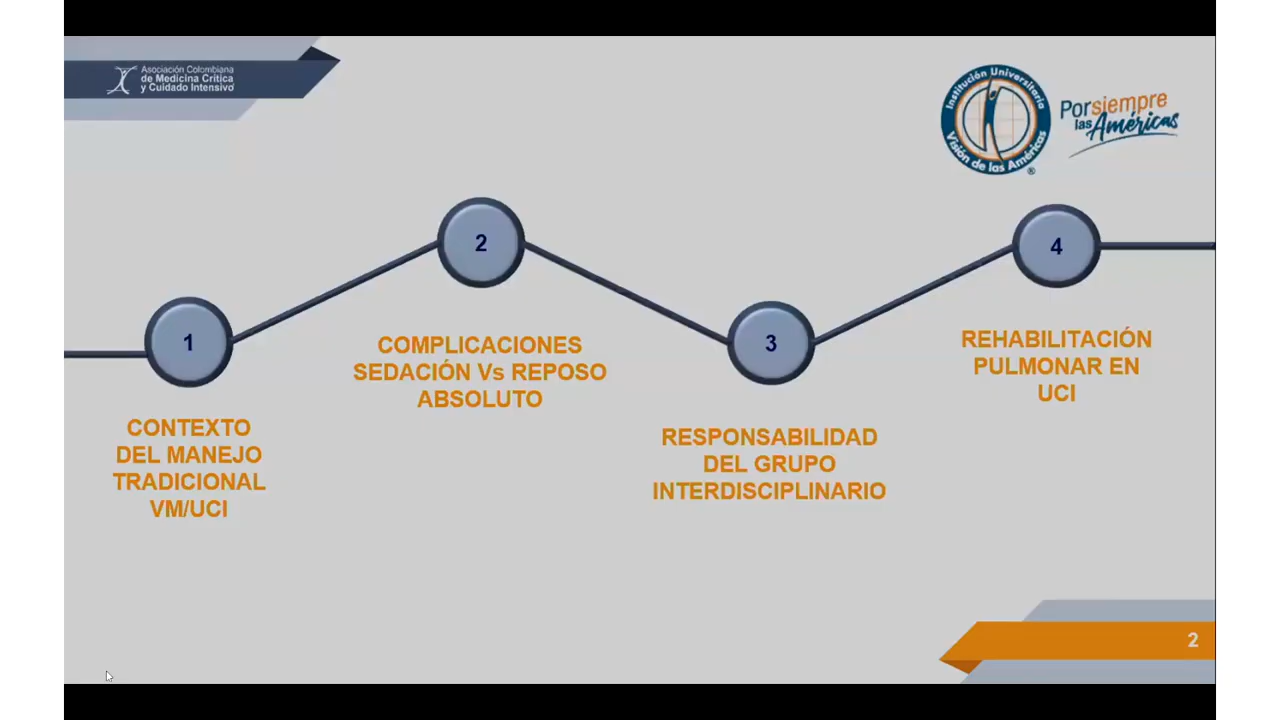 Asociación Colombiana
de Medicina Crítica
y Cuidado Intensivo
Institución Universitaria
Visión de las Américas
®
Porsiempre
las Américas
1
CONTEXTO
DEL MANEJO
TRADICIONAL
VM/UCI
2
COMPLICACIONES
SEDACIÓN Vs REPOSO
ABSOLUTO
3
RESPONSABILIDAD
DEL GRUPO
INTERDISCIPLINARIO
4
REHABILITACIÓN
PULMONAR EN
UCI
2